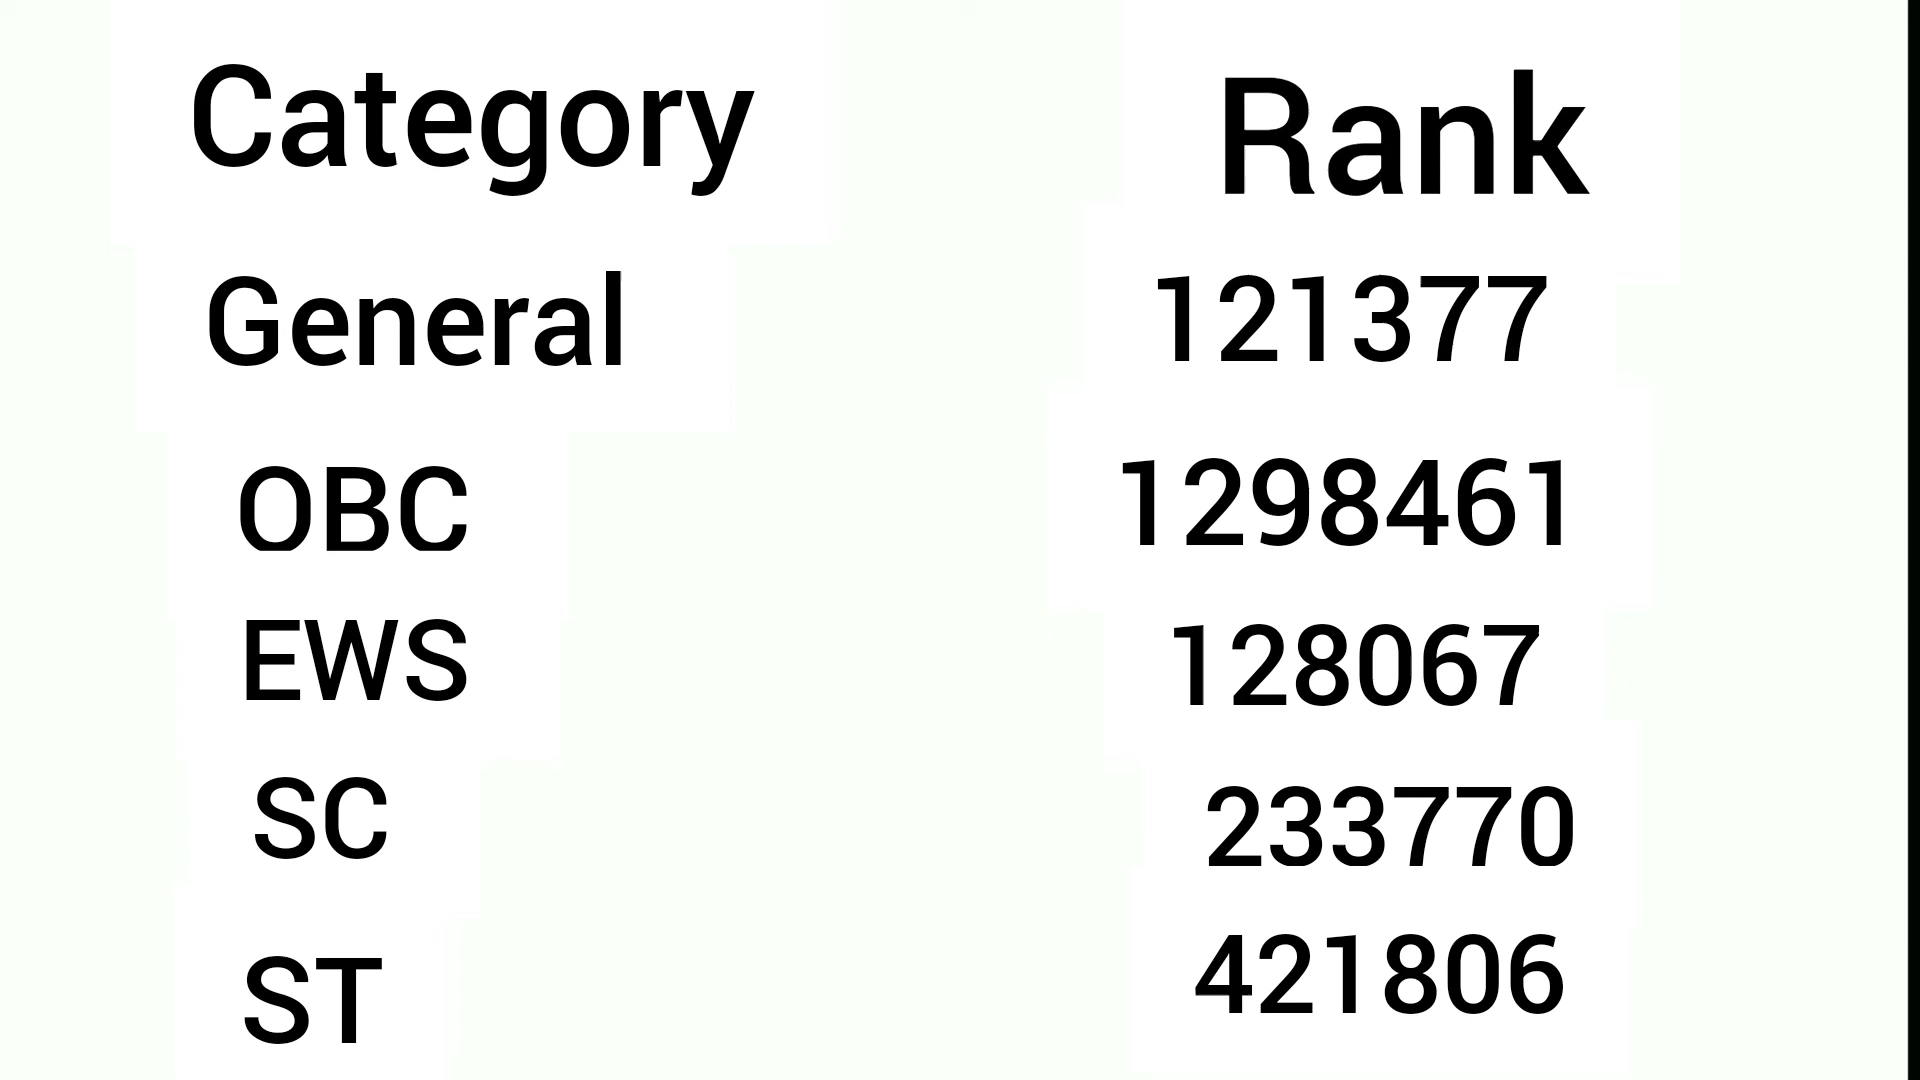 Category Rank
General 121377
OBC 1298461
EWS 128067
SC 233770
ST 421806